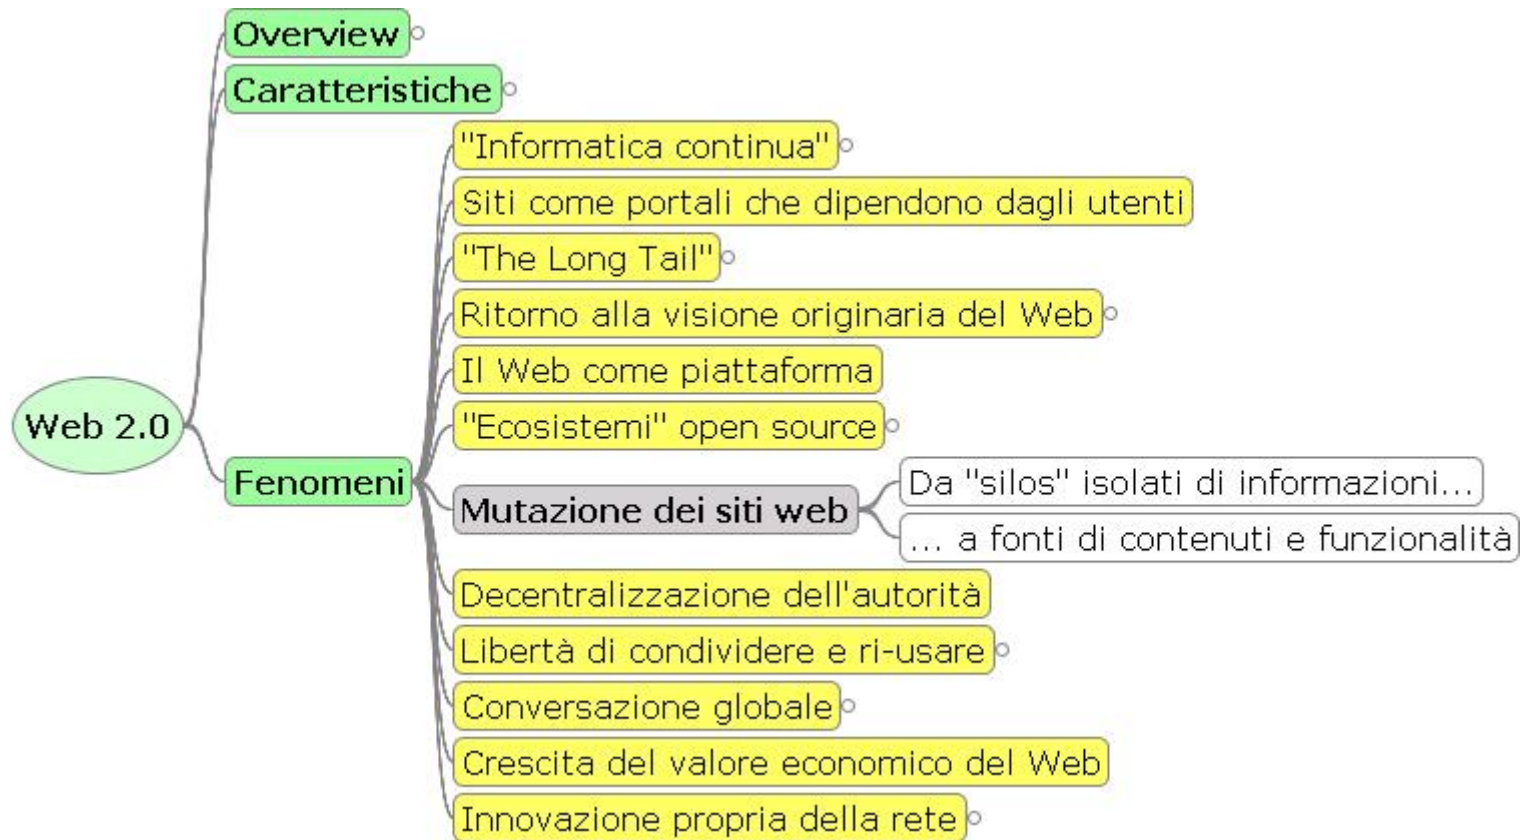 Overview
Caratteristiche
"Informatica continua"
Siti come portali che dipendono dagli utenti
"The Long Tail"
Ritorno alla visione originaria del Web
Il Web come piattaforma
"Ecosistemi" open source
Web 2.0
Fenomeni
Mutazione dei siti web
Da "silos" isolati di informazioni...
... a fonti di contenuti e funzionalità
Decentralizzazione dell'autorità
Libertà di condividere e ri-usare
Conversazione globale
Crescita del valore economico del Web
Innovazione propria della rete